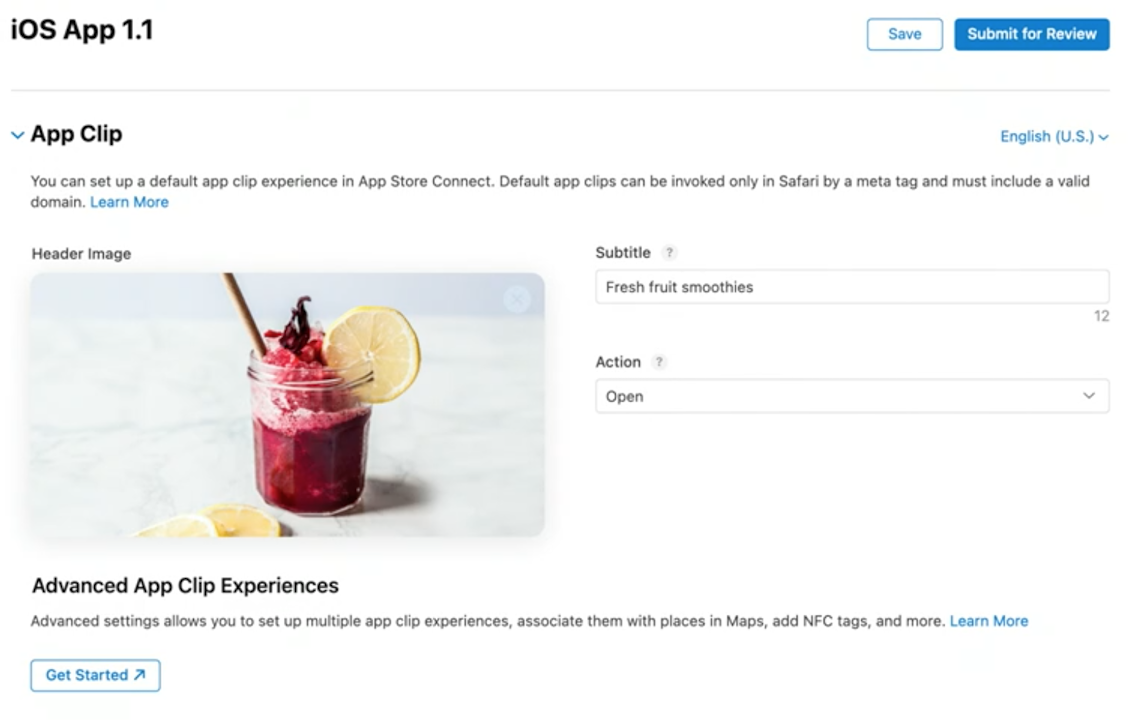 iOS App 1.1
Save
Submit for Review
App Clip
English (U.S.)
You can set up a default app clip experience in App Store Connect. Default app clips can be invoked only in Safari by a meta tag and must include a valid
domain. Learn More
Header Image
Subtitle ?
Fresh fruit smoothies
12
Action ?
Open
Advanced App Clip Experiences
Advanced settings allows you to set up multiple app clip experiences, associate them with places in Maps, add NFC tags, and more. Learn More
Get Started